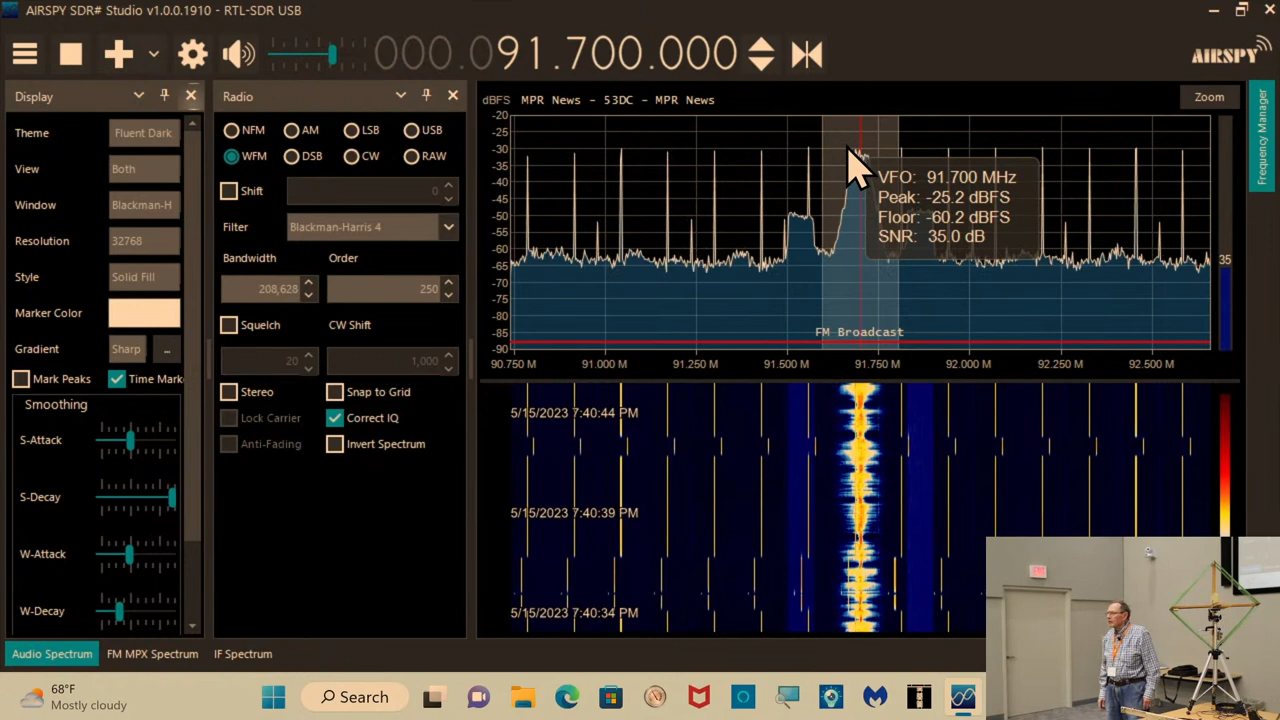 AIRSPY SDR# Studio v1.0.0.1910 - RTL-SDR USB
000.091.700.000
AIRSPY
Display
Theme
Fluent Dark
View
Both
Window
Blackman-H
Resolution
32768
Style
Solid Fill
Marker Color
Gradient
Sharp
..
Mark Peaks
Time Mark
Smoothing
S-Attack
S-Decay
W-Attack
W-Decay
Radio
NFM AM LSB USB
WFM DSB CW RAW
Shift
0
Filter
Blackman-Harris 4
Bandwidth Order
208,628 250
Squelch CW Shift
20 1,000
Stereo Snap to Grid
Lock Carrier Correct IQ
Anti-Fading Invert Spectrum
dBFS MPR News - 53DC - MPR News
Zoom
Frequency Manager
-20
-25
-30
-35
-40
-45
-50
-55
-60
-65
-70
-75
-80
-85
-90
VFO: 91.700 MHz
Peak: -25.2 dBFS
Floor: -60.2 dBFS
SNR: 35.0 dB
35
FM Broadcast
90.750 M 91.000 M 91.250 M 91.500 M 91.750 M 92.000 M 92.250 M 92.500 M
5/15/2023 7:40:44 PM
5/15/2023 7:40:39 PM
5/15/2023 7:40:34 PM
Audio Spectrum FM MPX Spectrum IF Spectrum
68°F
Mostly cloudy
Search